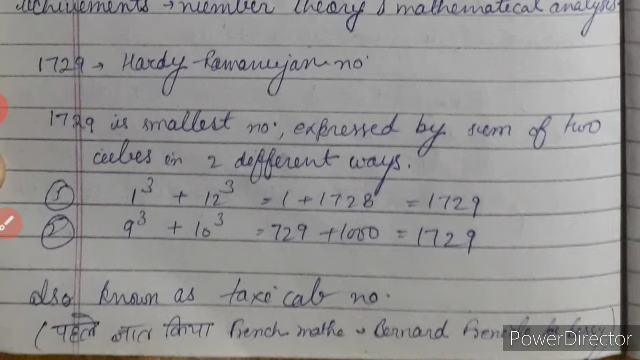 achievements → number theory & mathematical analyses
1729 → Hardy-Ramanujan no.
1729 is smallest no., expressed by sum of two
cubes in 2 different ways.
① 1³ + 12³ = 1 + 1728 = 1729
② 9³ + 10³ = 729 + 1000 = 1729
also known as taxi cab no.
(पहले ज्ञात किया French mathe → Bernard
PowerDirector